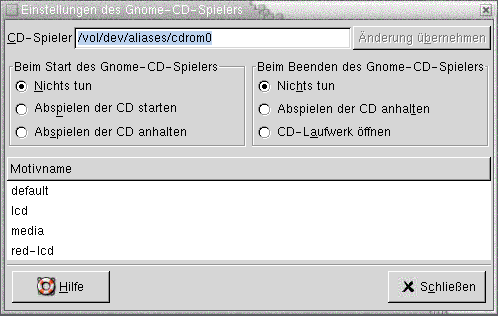 Einstellungen des Gnome-CD-Spielers
CD-Spieler /vol/dev/aliases/cdrom0 Änderung übernehmen
Beim Start des Gnome-CD-Spielers
Nichts tun
Abspielen der CD starten
Abspielen der CD anhalten
Beim Beenden des Gnome-CD-Spielers
Nichts tun
Abspielen der CD anhalten
CD-Laufwerk öffnen
Motivname
default
lcd
media
red-lcd
Hilfe Schließen